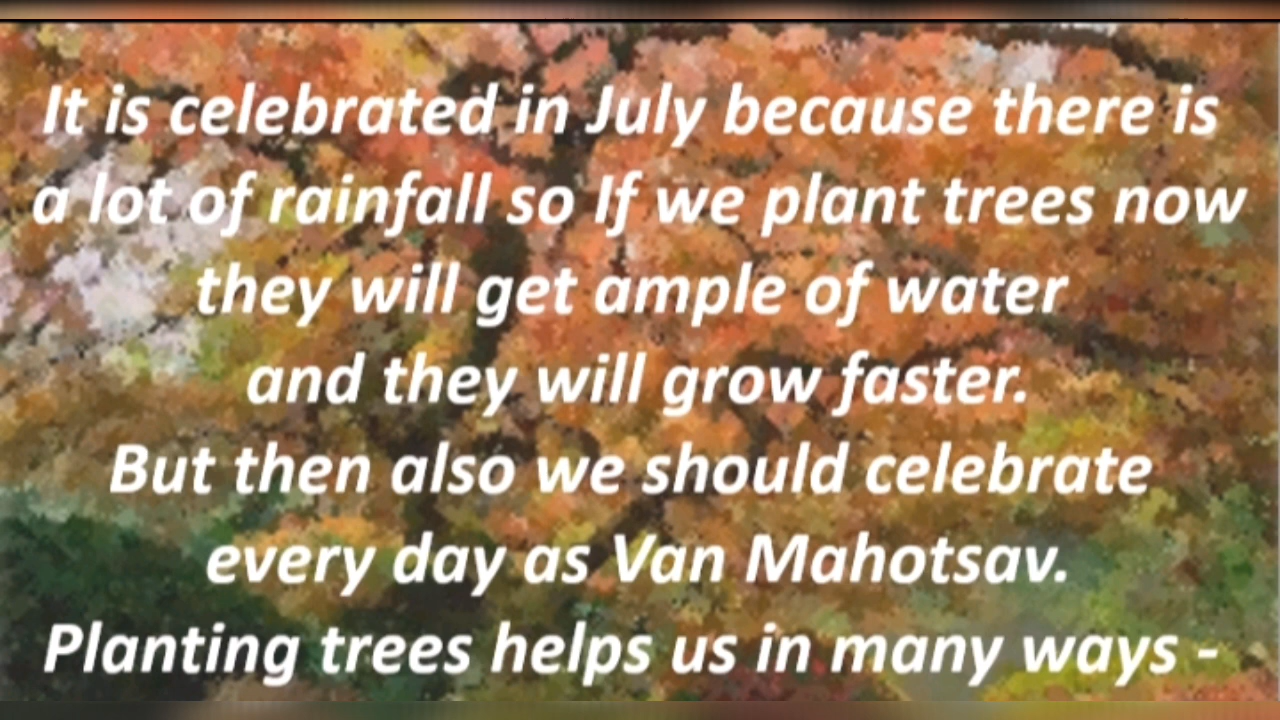 It is celebrated in July because there is
a lot of rainfall so If we plant trees now
they will get ample of water
and they will grow faster.
But then also we should celebrate
every day as Van Mahotsav.
Planting trees helps us in many ways -